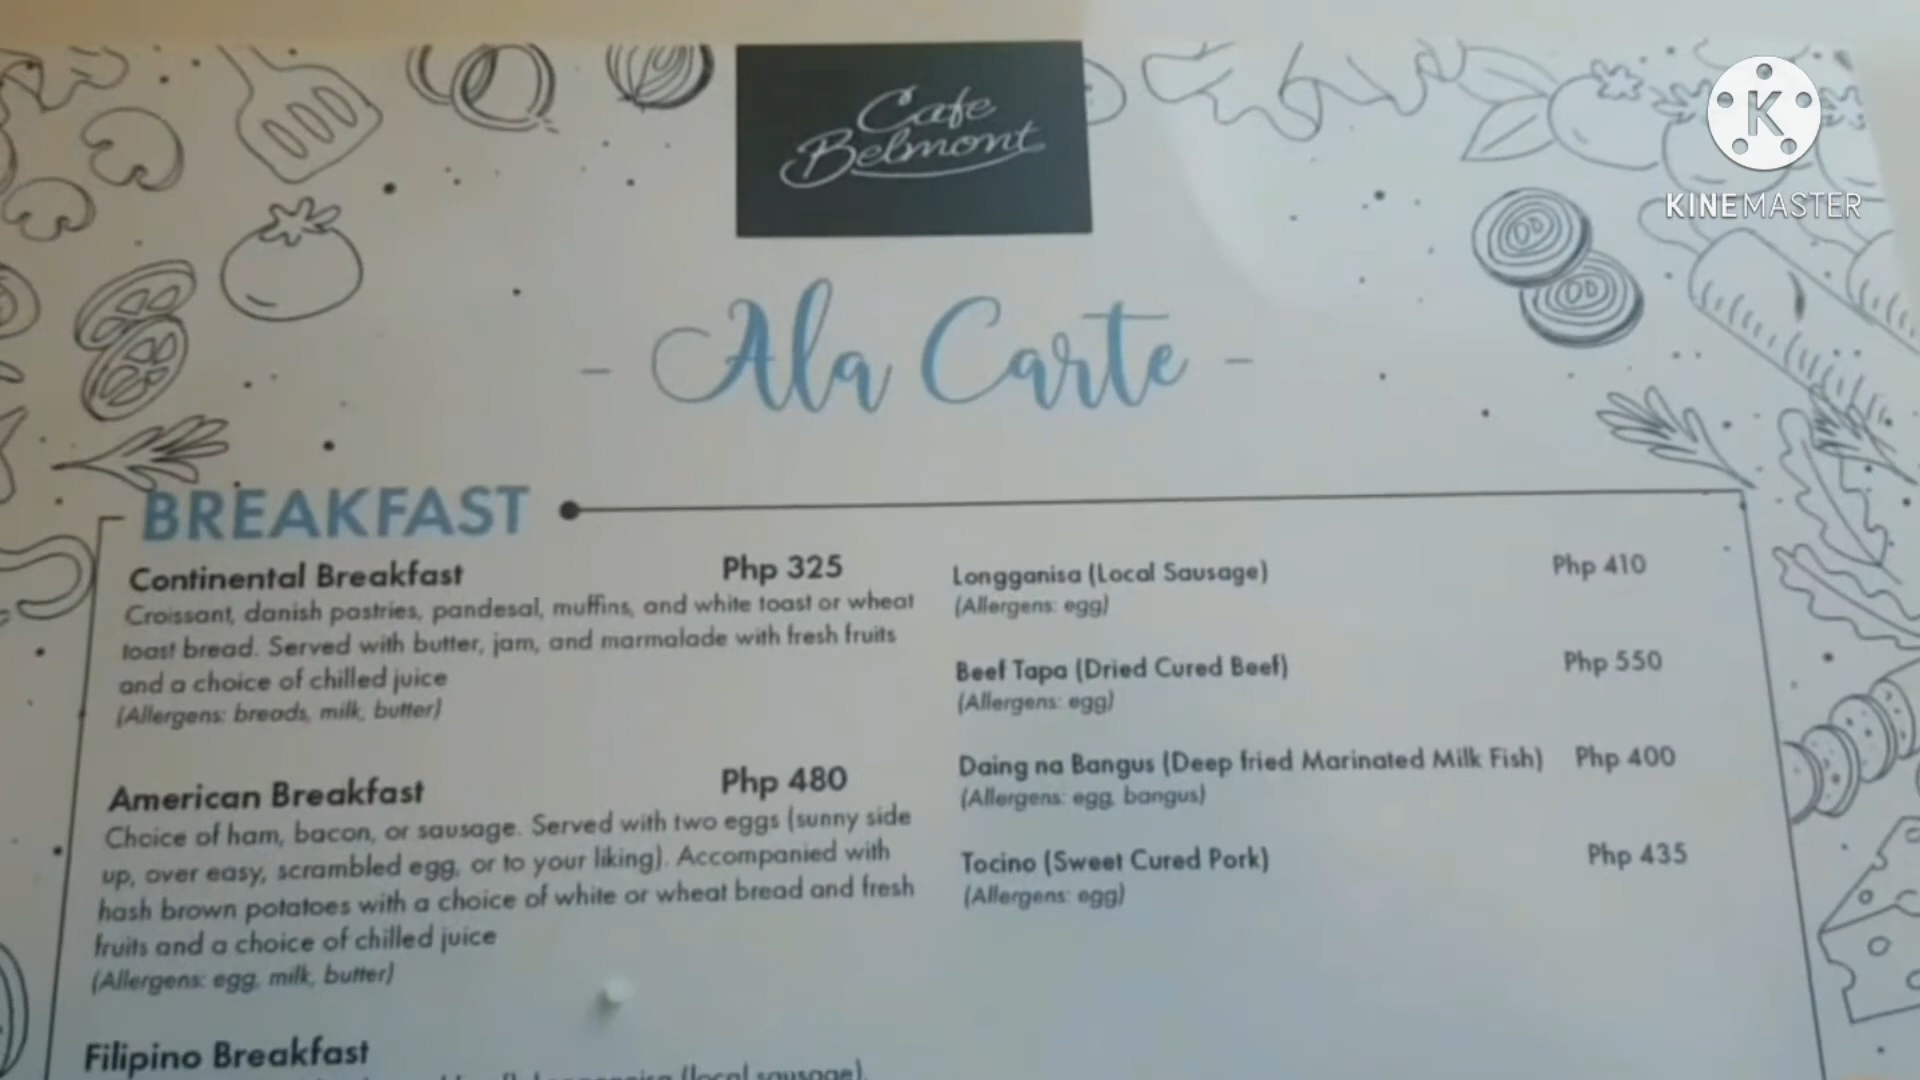 Cafe
Belmont
KINEMASTER
- Ala Carte -
BREAKFAST
Continental Breakfast Php 325
Croissant, danish pastries, pandesal, muffins, and white toast or wheat
toast bread. Served with butter, jam, and marmalade with fresh fruits
and a choice of chilled juice
(Allergens: breads, milk, butter)
American Breakfast Php 480
Choice of ham, bacon, or sausage. Served with two eggs (sunny side
up, over easy, scrambled egg, or to your liking). Accompanied with
hash brown potatoes with a choice of white or wheat bread and fresh
fruits and a choice of chilled juice
(Allergens: egg, milk, butter)
Filipino Breakfast
(local sausage),
Longganisa (Local Sausage) Php 410
(Allergens: egg)
Beef Tapa (Dried Cured Beef) Php 550
(Allergens: egg)
Daing na Bangus (Deep fried Marinated Milk Fish) Php 400
(Allergens: egg, bangus)
Tocino (Sweet Cured Pork) Php 435
(Allergens: egg)